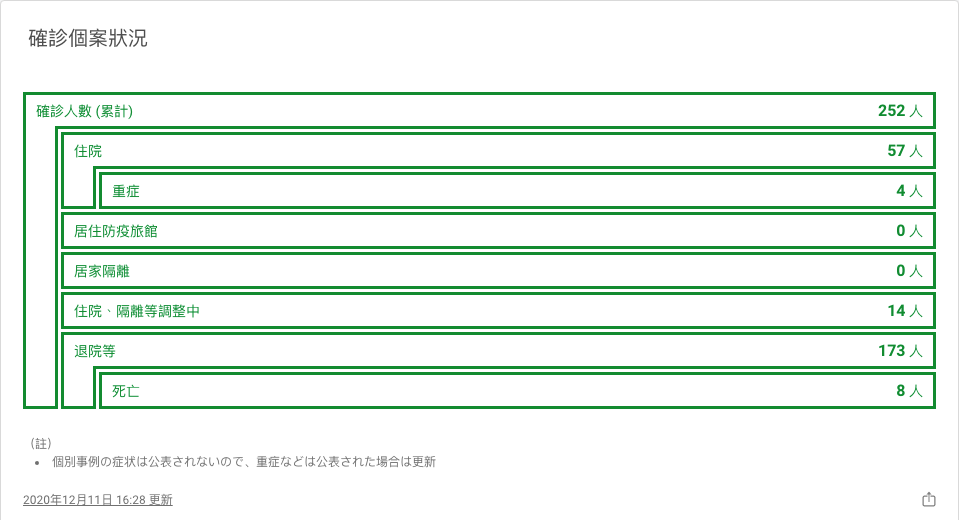 確診個案狀況
確診人數 (累計) 252 人
住院 57 人
重症 4 人
居住防疫旅館 0 人
居家隔離 0 人
住院、隔離等調整中 14 人
退院等 173 人
死亡 8 人
(註)
• 個別事例の症状は公表されないので、重症などは公表された場合は更新
2020年12月11日 16:28 更新